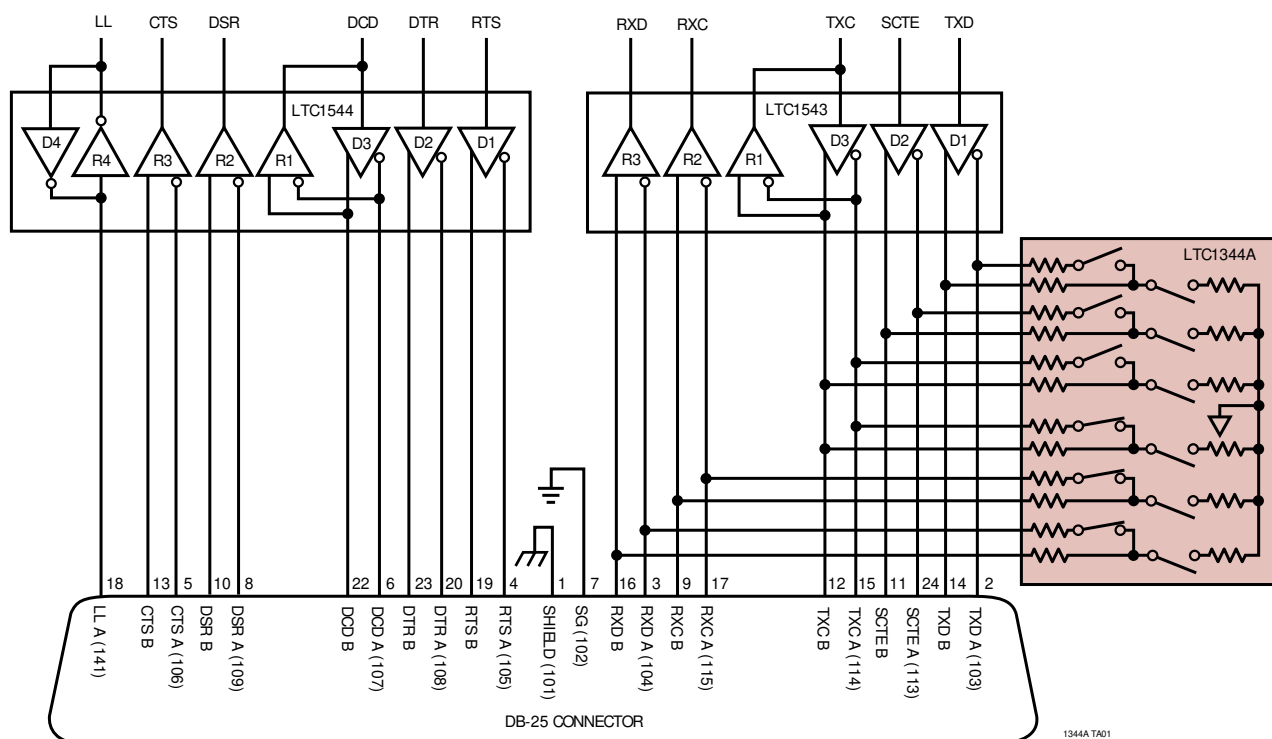 LL CTS DSR DCD DTR RTS RXD RXC TXC SCTE TXD
LTC1544 LTC1543
D4 R4 R3 R2 R1 D3 D2 D1 R3 R2 R1 D3 D2 D1
LTC1344A
18 13 5 10 8 22 6 23 20 19 4 1 7 16 3 9 17 12 15 11 24 14 2
LL A (141)
CTS B
CTS A (106)
DSR B
DSR A (109)
DCD B
DCD A (107)
DTR B
DTR A (108)
RTS B
RTS A (105)
SHIELD (101)
SG (102)
RXD B
RXD A (104)
RXC B
RXC A (115)
TXC B
TXC A (114)
SCTE B
SCTE A (113)
TXD B
TXD A (103)
DB-25 CONNECTOR
1344A TA01